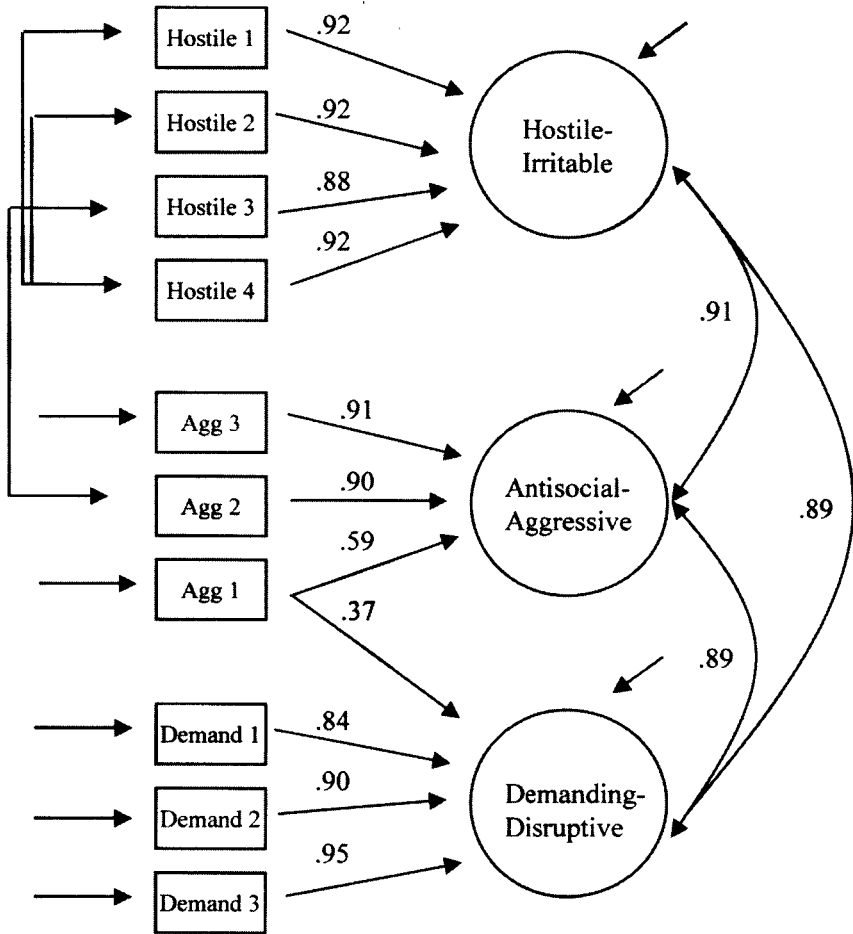 Hostile 1
.92
Hostile 2
.92
Hostile 3
.88
Hostile 4
.92
Hostile-
Irritable
.91
Agg 3
.91
Agg 2
.90
Agg 1
.59
.37
Antisocial-
Aggressive
.89
.89
Demand 1
.84
Demand 2
.90
Demand 3
.95
Demanding-
Disruptive